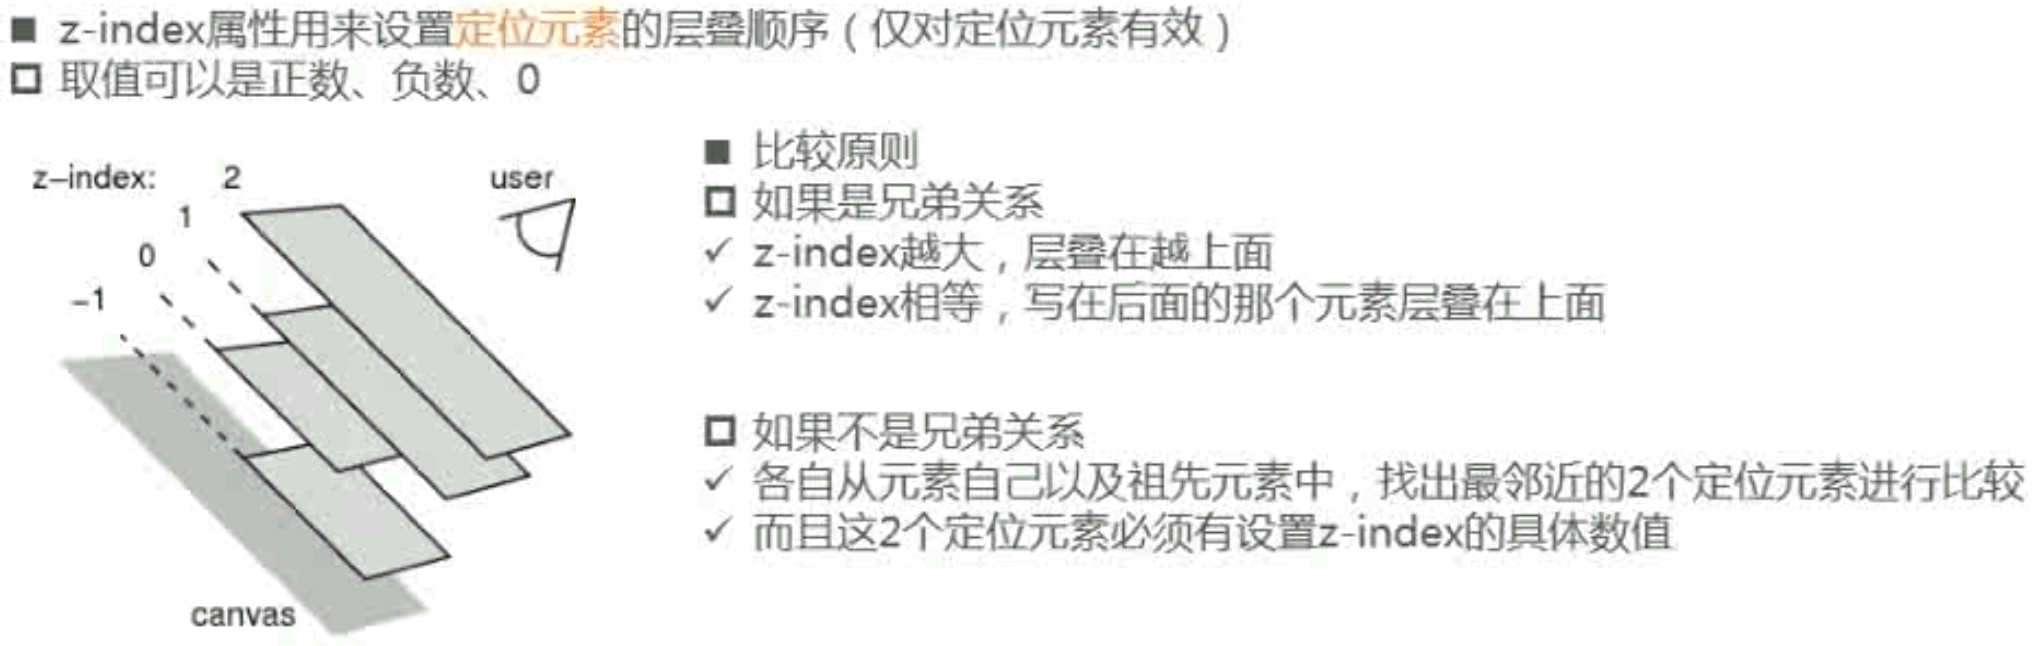 z-index属性用来设置定位元素的层叠顺序（仅对定位元素有效）
取值可以是正数、负数、0
z-index:
2
1
0
-1
user
canvas
比较原则
如果是兄弟关系
✓ z-index越大，层叠在越上面
✓ z-index相等，写在后面的那个元素层叠在上面
如果不是兄弟关系
✓ 各自从元素自己以及祖先元素中，找出最邻近的2个定位元素进行比较
✓ 而且这2个定位元素必须有设置z-index的具体数值